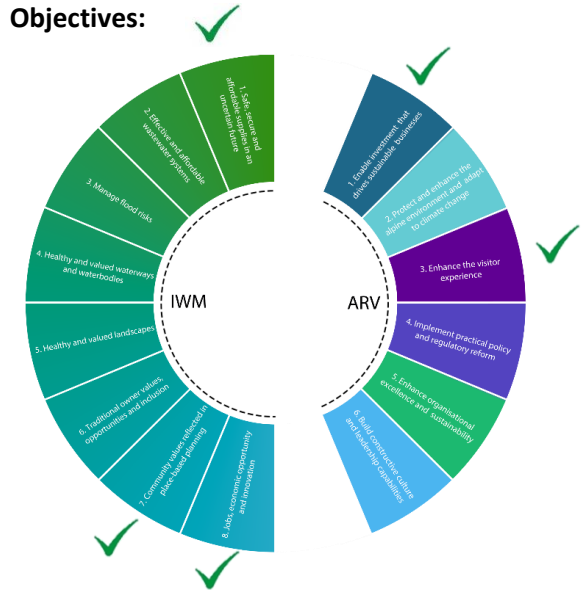 Objectives:
1. Safe, secure and
affordable supplies in an
uncertain future
2. Effective and affordable
wastewater systems
3. Manage flood risks
4. Healthy and valued waterways
and waterbodies
5. Healthy and valued landscapes
6. Traditional owner values,
opportunities and inclusion
7. Community values reflected in
place-based planning
8. Jobs, economic opportunity
and innovation
IWM
ARV
1. Enable investment that
drives sustainable businesses
2. Protect and enhance the
alpine environment and adapt
to climate change
3. Enhance the visitor
experience
4. Implement practical policy
and regulatory reform
5. Enhance organisational
excellence and sustainability
6. Build constructive culture
and leadership capabilities